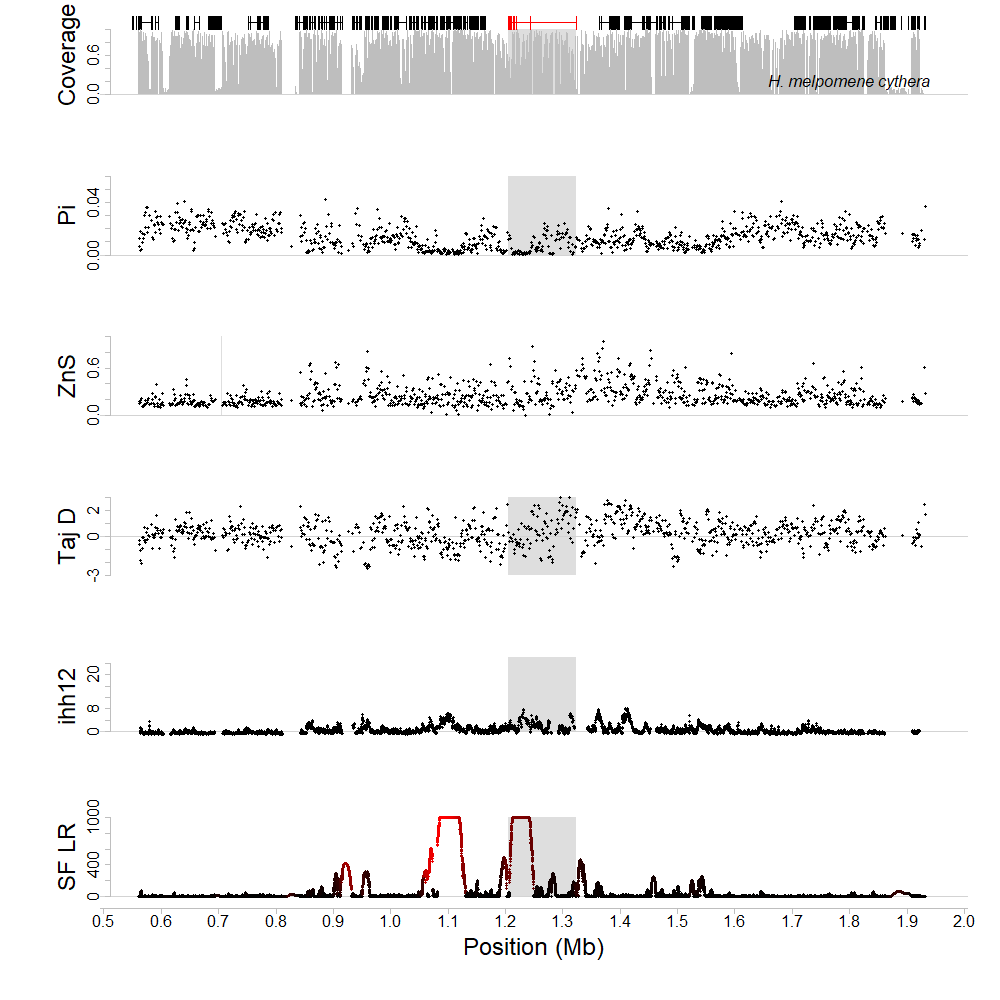 Coverage
0.0 0.6
H. melpomene cythera
Pi
0.00 0.04
ZnS
0.0 0.6
Taj D
-3 0 2
ihh12
0 8 20
SF LR
0 400 1000
0.5 0.6 0.7 0.8 0.9 1.0 1.1 1.2 1.3 1.4 1.5 1.6 1.7 1.8 1.9 2.0
Position (Mb)